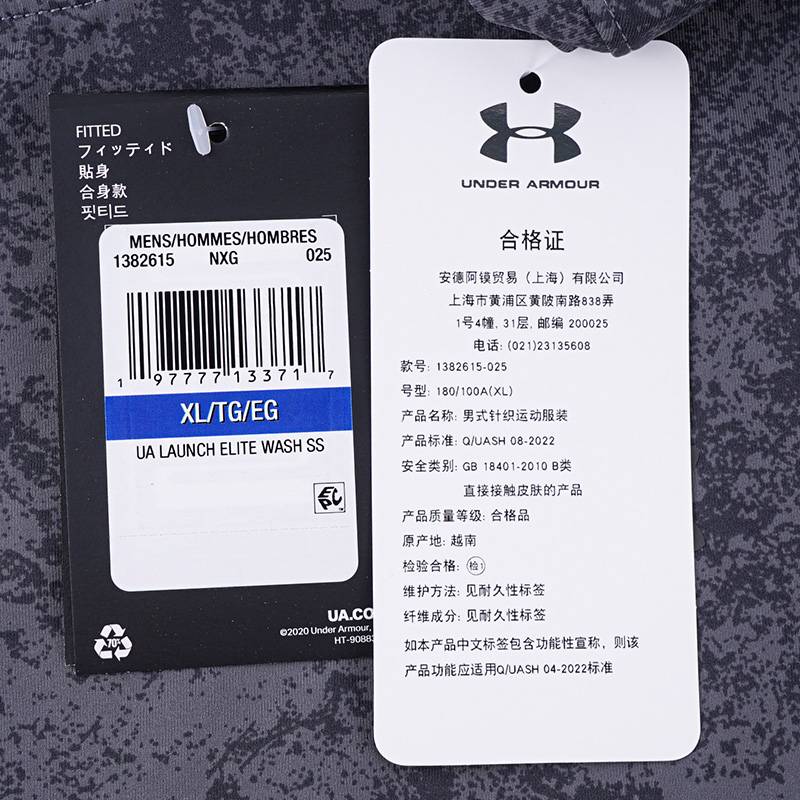 FITTED
フィッティド
貼身
合身款
핏티드
MENS/HOMMES/HOMBRES
1382615 NXG 025
1 97777 13371 7
XL/TG/EG
UA LAUNCH ELITE WASH SS
EPC
70%
UA.CO
©2020 Under Armour,
HT-9088
UNDER ARMOUR
合格证
安德阿镆贸易（上海）有限公司
上海市黄浦区黄陂南路838弄
1号4幢, 31层, 邮编 200025
电话: (021)23135608
款号: 1382615-025
号型: 180/100A(XL)
产品名称: 男式针织运动服装
产品标准: Q/UASH 08-2022
安全类别: GB 18401-2010 B类
直接接触皮肤的产品
产品质量等级: 合格品
原产地: 越南
检验合格: 检1
维护方法: 见耐久性标签
纤维成分: 见耐久性标签
如本产品中文标签包含功能性宣称, 则该
产品功能应适用Q/UASH 04-2022标准